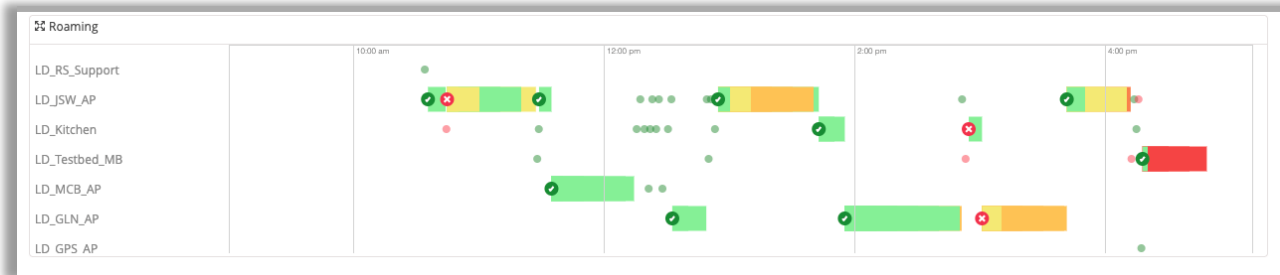 Roaming
10:00 am 12:00 pm 2:00 pm 4:00 pm
LD_RS_Support
LD_JSW_AP
LD_Kitchen
LD_Testbed_MB
LD_MCB_AP
LD_GLN_AP
LD_GPS_AP